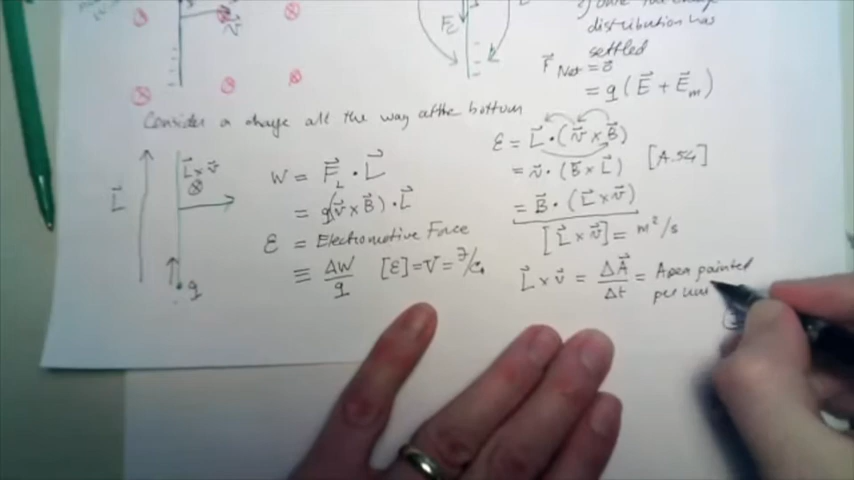 distribution has
settled
F⃗ Net = 0⃗
= q(E⃗ + E⃗m)
F⃗E
L
v⃗
Consider a charge all the way at the bottom
L⃗
L⃗×v⃗
⊗
q
W = F⃗L · L⃗
= q(v⃗×B⃗) · L⃗
ε = Electromotive Force
≡ ΔW/q [ε] = V = J/C
ε = L⃗ · (v⃗ × B⃗)
= v⃗ · (B⃗ × L⃗) [A.54]
= B⃗ · (L⃗ × v⃗)
[L⃗ × v⃗] = m²/s
L⃗ × v⃗ = ΔA⃗/Δt = Area painted
per